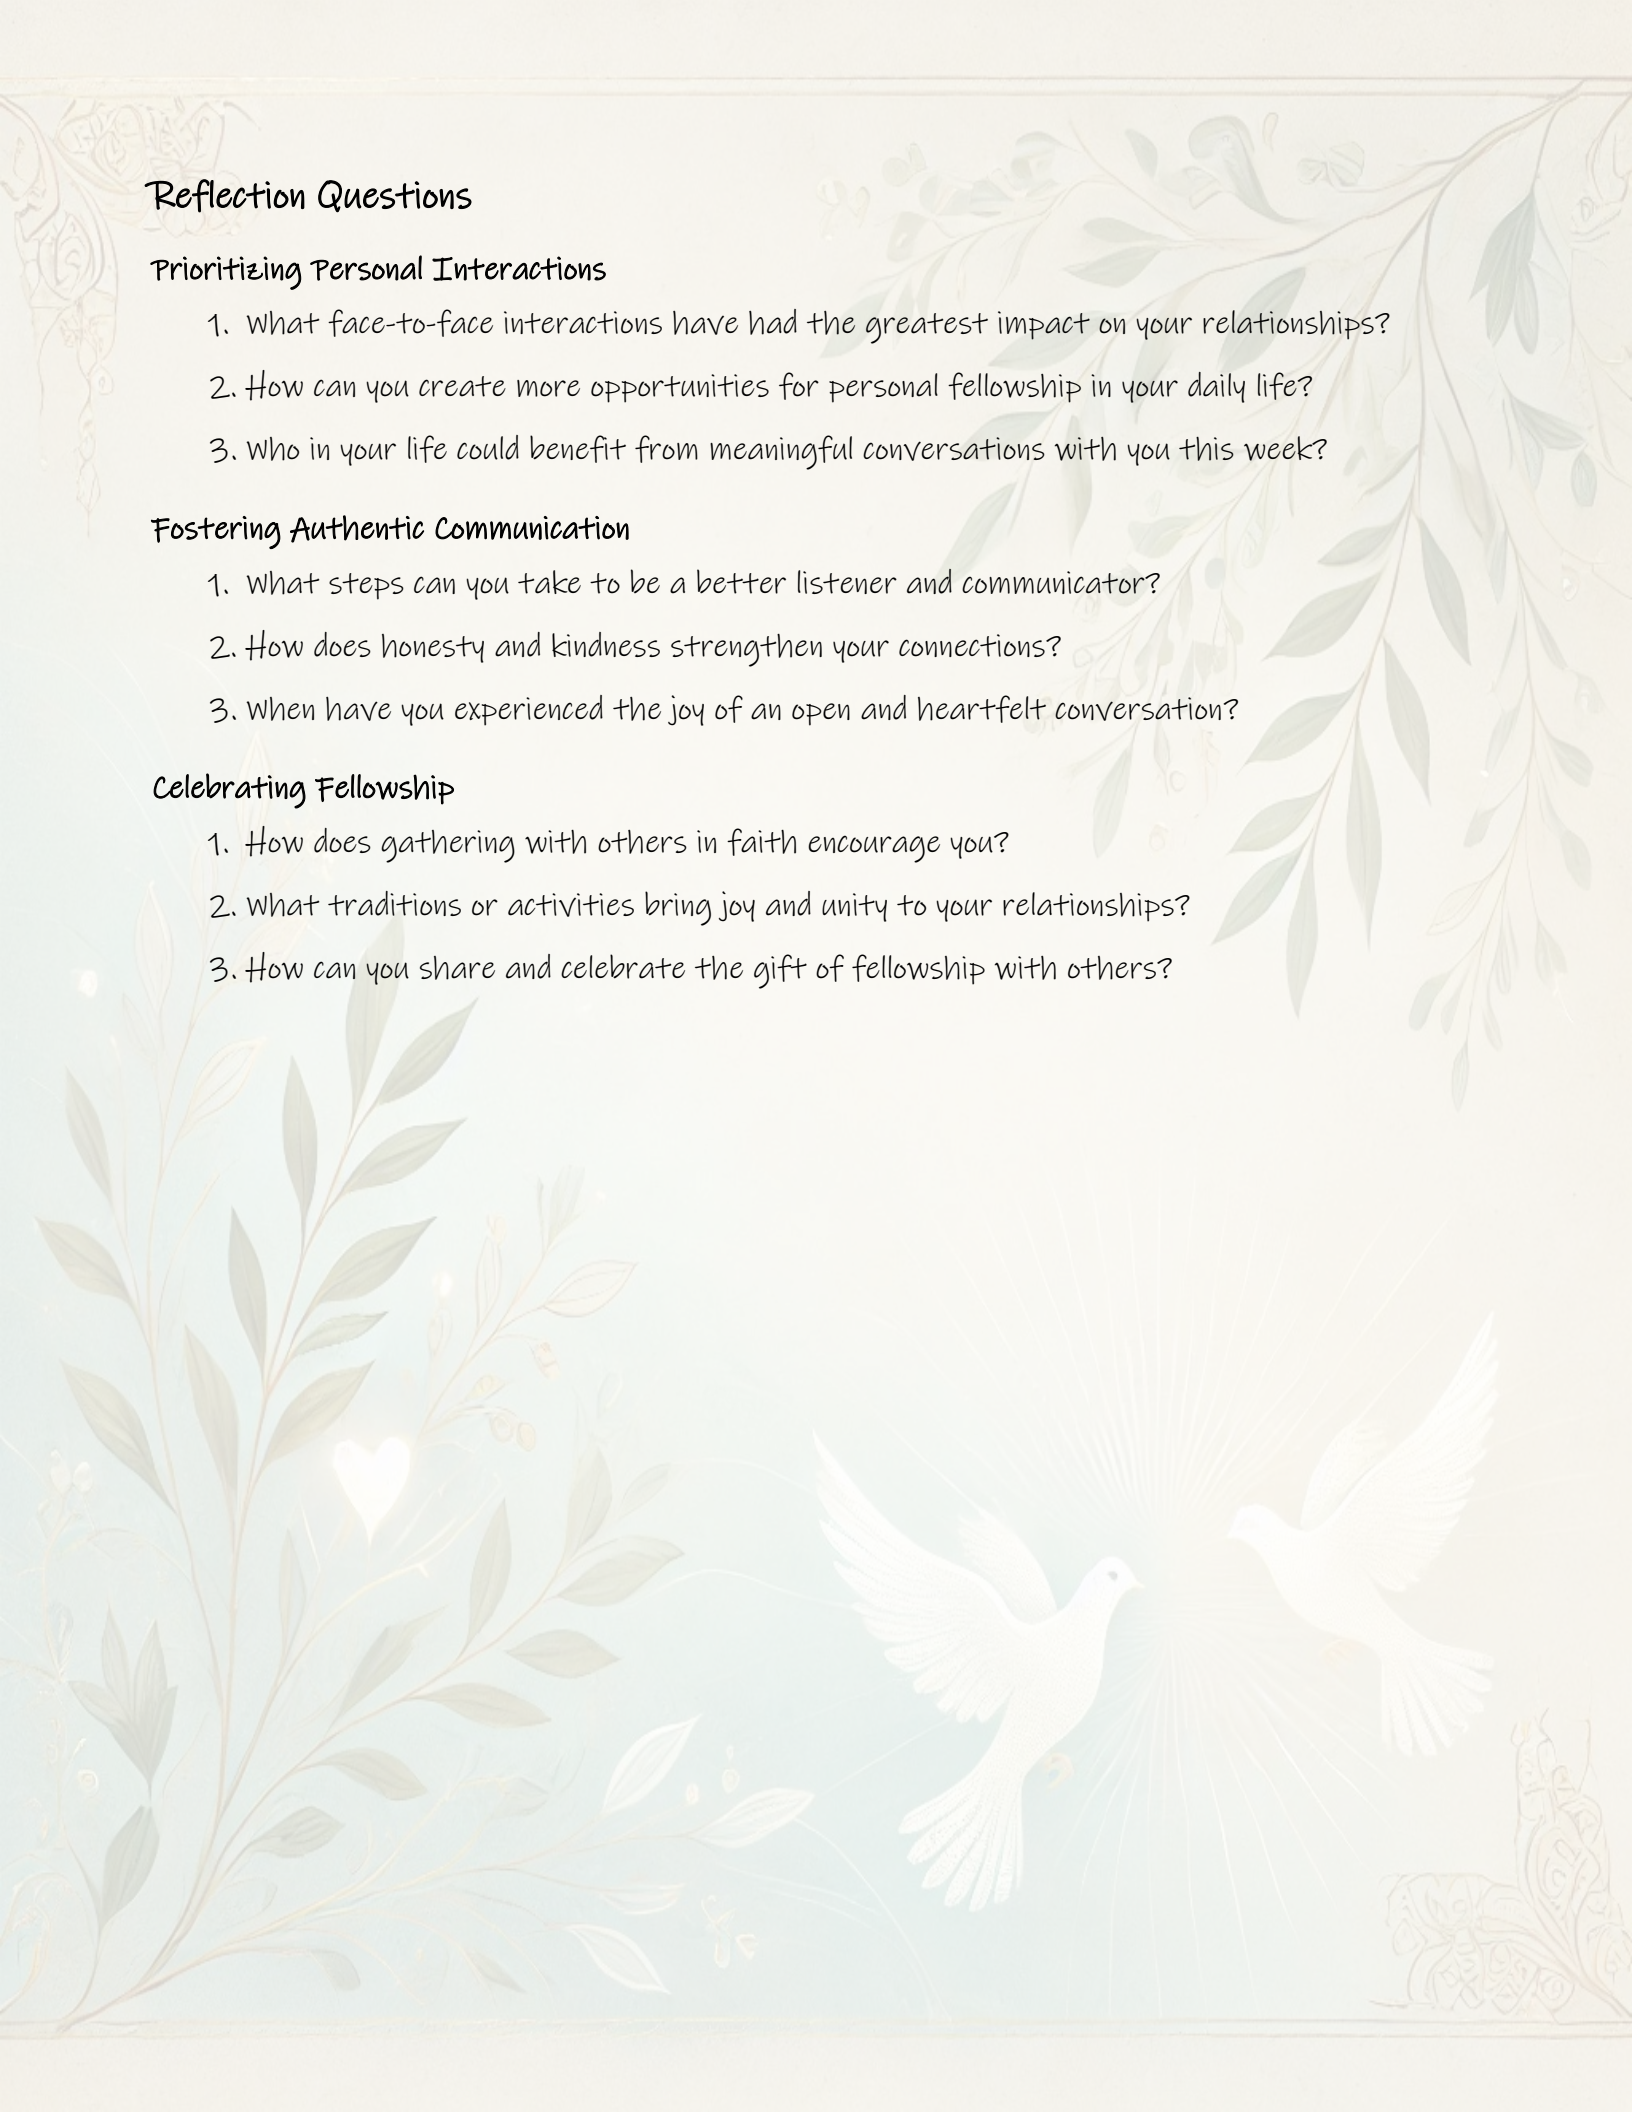 Reflection Questions
Prioritizing Personal Interactions
1. What face-to-face interactions have had the greatest impact on your relationships?
2. How can you create more opportunities for personal fellowship in your daily life?
3. Who in your life could benefit from meaningful conversations with you this week?
Fostering Authentic Communication
1. What steps can you take to be a better listener and communicator?
2. How does honesty and kindness strengthen your connections?
3. When have you experienced the joy of an open and heartfelt conversation?
Celebrating Fellowship
1. How does gathering with others in faith encourage you?
2. What traditions or activities bring joy and unity to your relationships?
3. How can you share and celebrate the gift of fellowship with others?